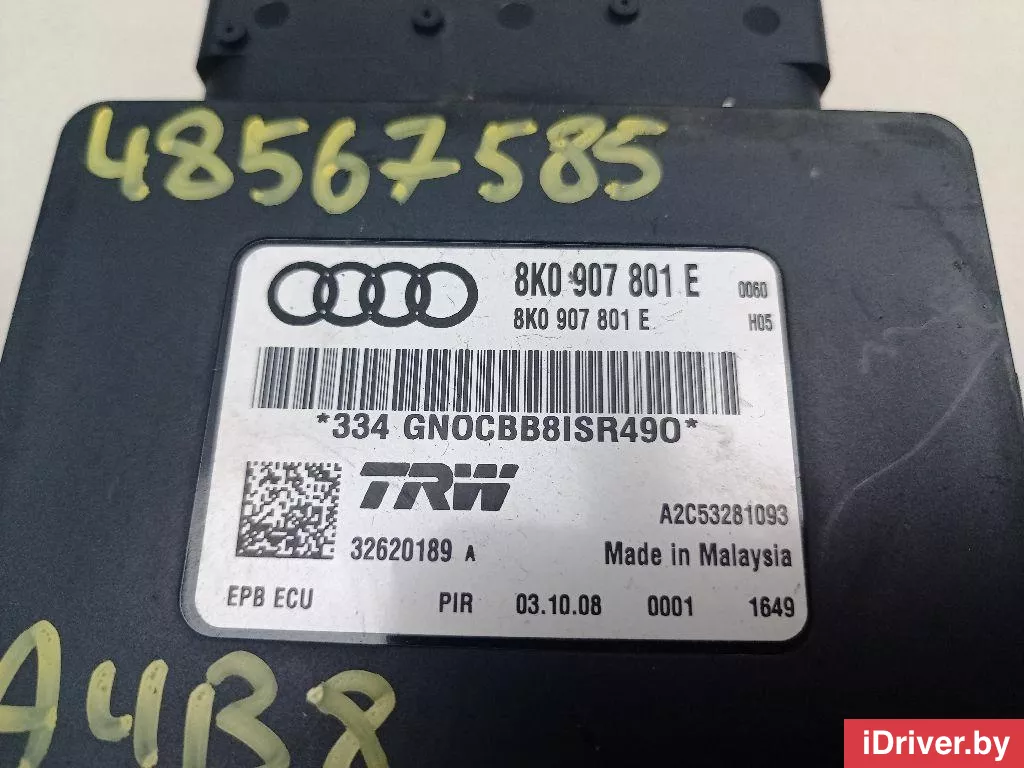 48567585
8K0 907 801 E 0060
8K0 907 801 E H05
*334 GN0CBB8ISR490*
TRW
A2C53281093
32620189 A
Made in Malaysia
EPB ECU PIR 03.10.08 0001 1649
A4B8
iDriver.by